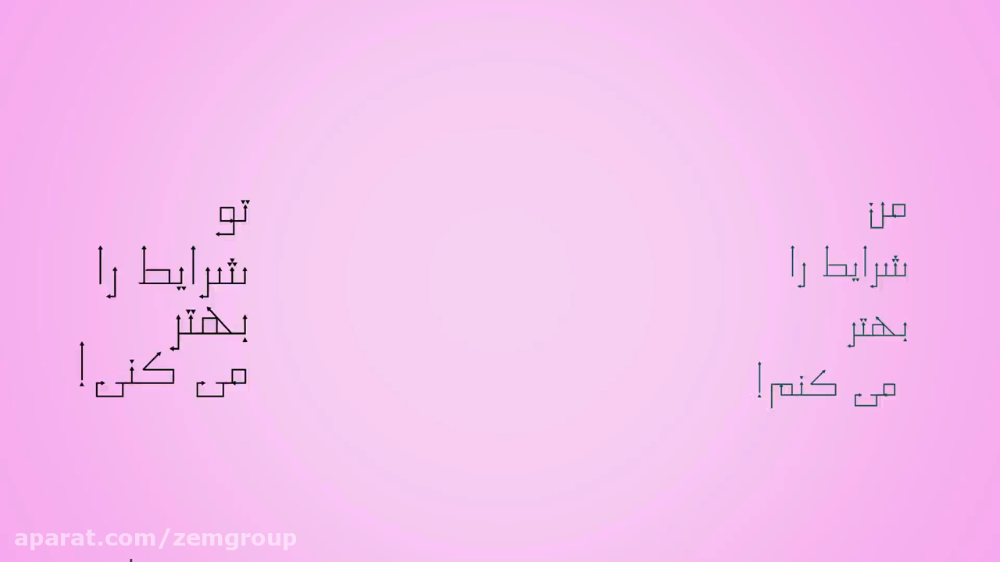 من
شرایط را
بهتر
می کنم!
تو
شرایط را
بهتر
می کنی!
aparat.com/zemgroup